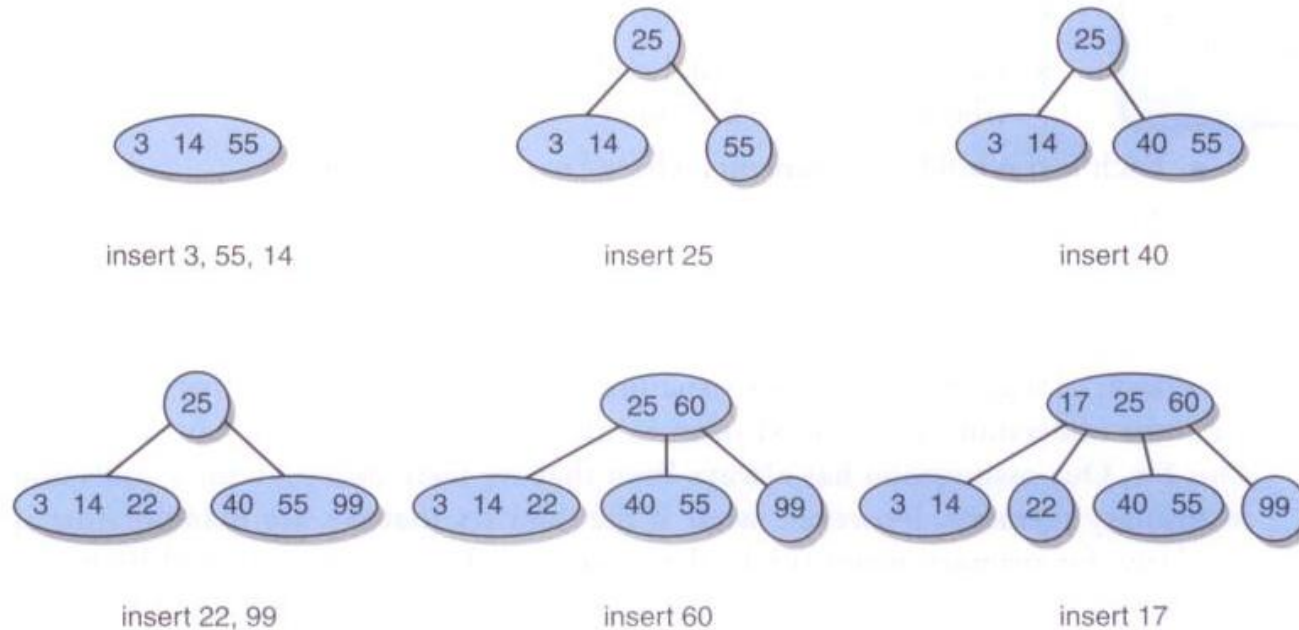 25
25
3 14 55
3 14
55
3 14
40 55
insert 3, 55, 14
insert 25
insert 40
25
25 60
17 25 60
3 14 22
40 55 99
3 14 22
40 55
99
3 14
22
40 55
99
insert 22, 99
insert 60
insert 17